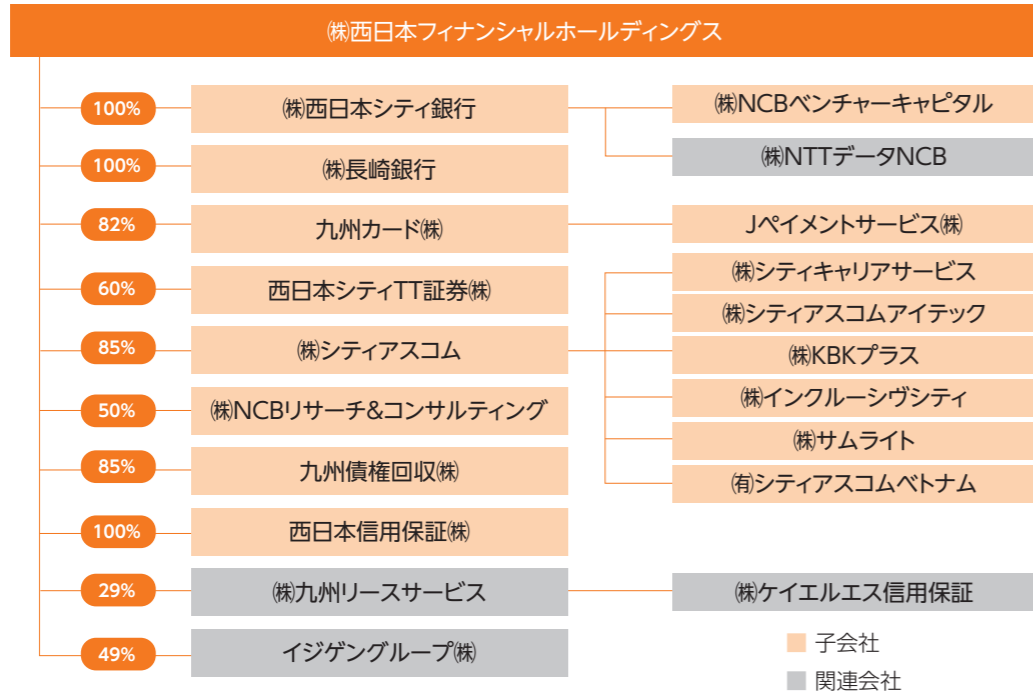 ㈱西日本フィナンシャルホールディングス
100%
㈱西日本シティ銀行
㈱NCBベンチャーキャピタル
㈱NTTデータNCB
100%
㈱長崎銀行
82%
九州カード㈱
Jペイメントサービス㈱
60%
西日本シティTT証券㈱
85%
㈱シティアスコム
㈱シティキャリアサービス
㈱シティアスコムアイテック
㈱KBKプラス
㈱インクルーシヴシティ
㈱サムライト
㈲シティアスコムベトナム
50%
㈱NCBリサーチ&コンサルティング
85%
九州債権回収㈱
100%
西日本信用保証㈱
29%
㈱九州リースサービス
㈱ケイエルエス信用保証
49%
イジゲングループ㈱
子会社
関連会社